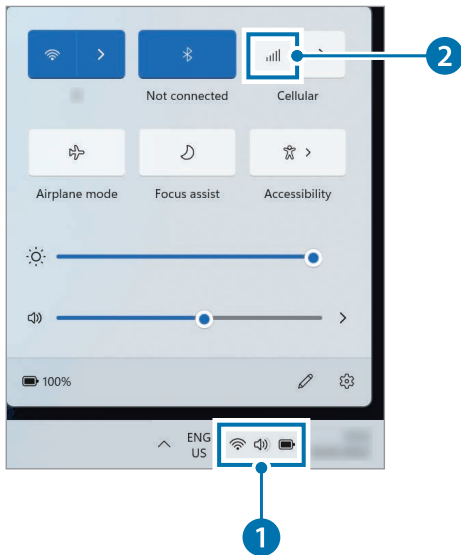 2
Not connected
Cellular
Airplane mode
Focus assist
Accessibility
100%
ENG
US
1